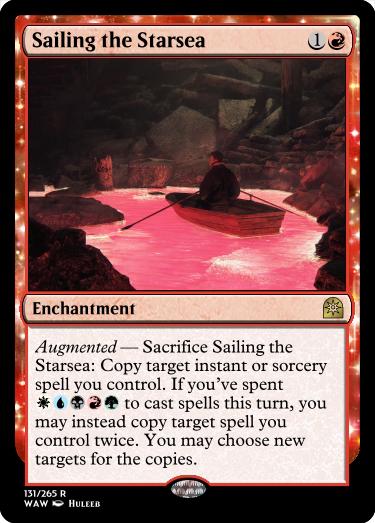 Sailing the Starsea 1
Enchantment
Augmented — Sacrifice Sailing the
Starsea: Copy target instant or sorcery
spell you control. If you've spent
to cast spells this turn, you
may instead copy target spell you
control twice. You may choose new
targets for the copies.
131/265 R
WAW HULEEB